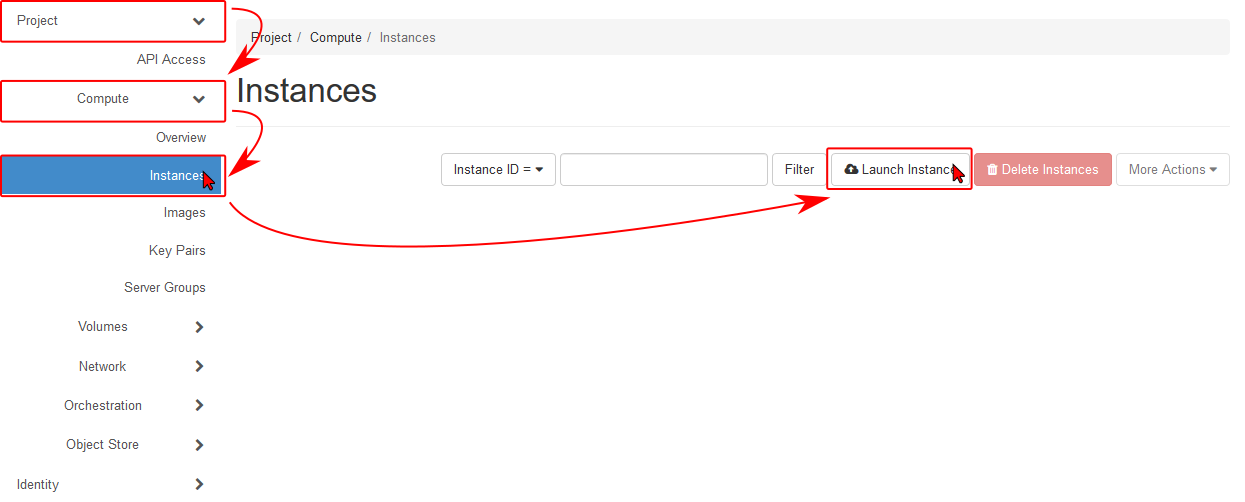 Project
API Access
Compute
Overview
Instances
Images
Key Pairs
Server Groups
Volumes
Network
Orchestration
Object Store
Identity
Project / Compute / Instances
Instances
Instance ID =
Filter
Launch Instance
Delete Instances
More Actions